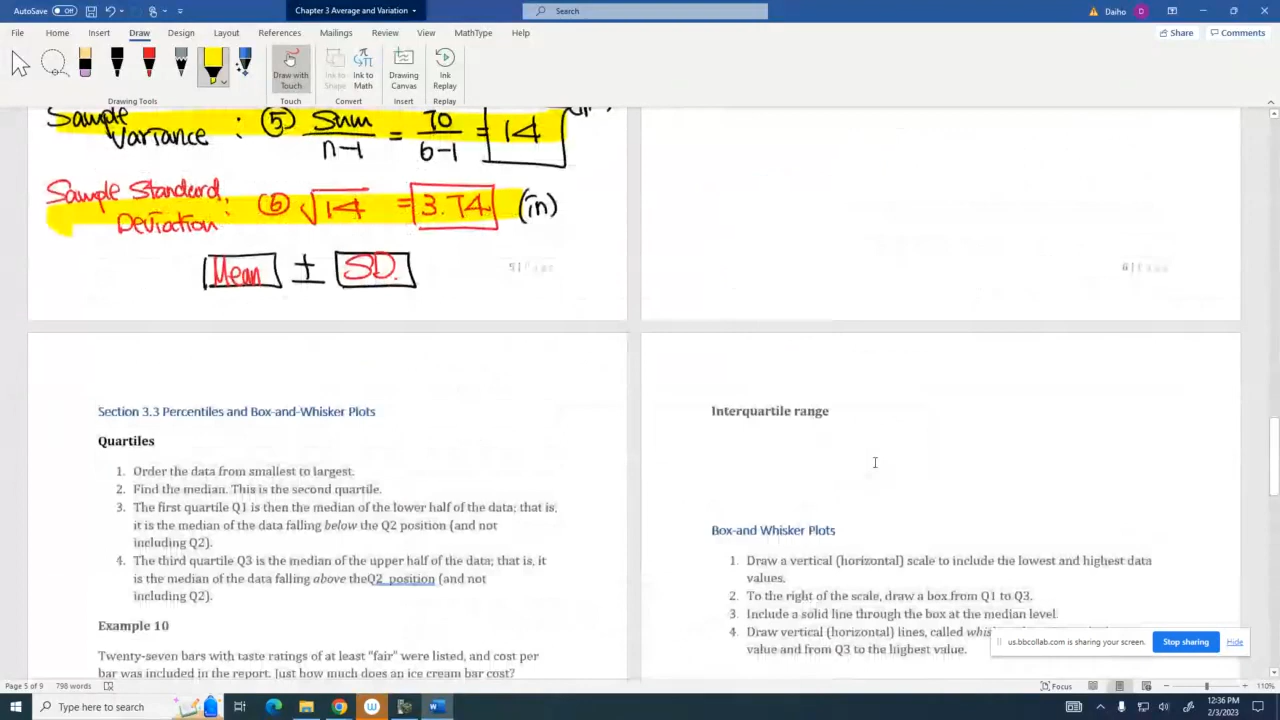 AutoSave Off
Chapter 3 Average and Variation
Search
Daiho D
File Home Insert Draw Design Layout References Mailings Review View MathType Help
Share Comments
Draw with Touch
Ink to Shape
Ink to Math
Drawing Canvas
Ink Replay
Drawing Tools Touch Convert Insert Replay
Sample
Variance : ⑤ Sum / n-1 = 70 / 6-1 = 14
Sample Standard
Deviation : ⑥ √14 = 3.74 (in)
Mean ± SD.
5 | Page
6 | Page
Section 3.3 Percentiles and Box-and-Whisker Plots
Quartiles
1. Order the data from smallest to largest.
2. Find the median. This is the second quartile.
3. The first quartile Q1 is then the median of the lower half of the data; that is,
it is the median of the data falling below the Q2 position (and not
including Q2).
4. The third quartile Q3 is the median of the upper half of the data; that is, it
is the median of the data falling above theQ2 position (and not
including Q2).
Example 10
Twenty-seven bars with taste ratings of at least "fair" were listed, and cost per
bar was included in the report. Just how much does an ice cream bar cost?
Interquartile range
Box-and Whisker Plots
1. Draw a vertical (horizontal) scale to include the lowest and highest data
values.
2. To the right of the scale, draw a box from Q1 to Q3.
3. Include a solid line through the box at the median level.
4. Draw vertical (horizontal) lines, called
value and from Q3 to the highest value.
us.bbcollab.com is sharing your screen. Stop sharing Hide
Page 5 of 9 798 words
Focus
110%
Type here to search
12:36 PM
2/3/2023